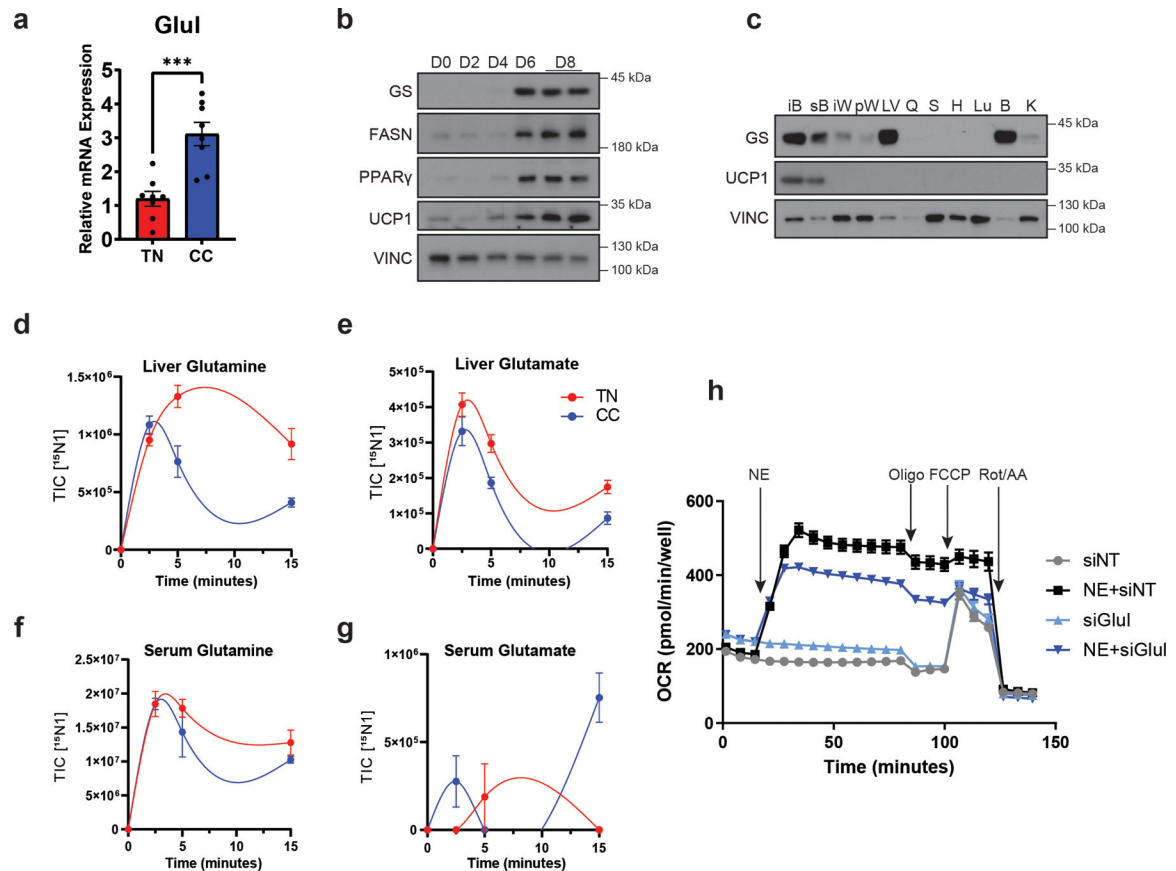 a
Glul
Relative mRNA Expression
5
4
3
2
1
0
***
TN CC
b
D0 D2 D4 D6 D8
GS
45 kDa
FASN
180 kDa
PPARγ
UCP1
35 kDa
VINC
130 kDa
100 kDa
c
iB sB iW pW LV Q S H Lu B K
GS
45 kDa
UCP1
35 kDa
VINC
130 kDa
100 kDa
d
Liver Glutamine
TIC [¹⁵N1]
1.5×10⁶
1×10⁶
5×10⁵
0
0 5 10 15
Time (minutes)
e
Liver Glutamate
TIC [¹⁵N1]
5×10⁵
4×10⁵
3×10⁵
2×10⁵
1×10⁵
0
0 5 10 15
Time (minutes)
TN
CC
f
Serum Glutamine
TIC [¹⁵N1]
2.5×10⁷
2×10⁷
1.5×10⁷
1×10⁷
5×10⁶
0
0 5 10 15
Time (minutes)
g
Serum Glutamate
TIC [¹⁵N1]
1×10⁶
5×10⁵
0
0 5 10 15
Time (minutes)
h
NE Oligo FCCP Rot/AA
OCR (pmol/min/well)
600
400
200
0
0 50 100 150
Time (minutes)
siNT
NE+siNT
siGlul
NE+siGlul